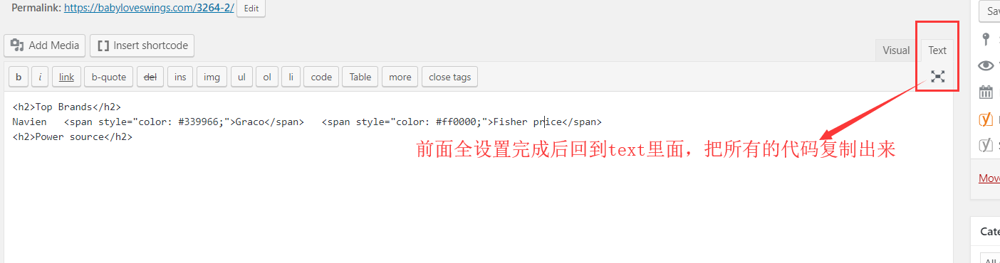 Permalink: https://babyloveswings.com/3264-2/ Edit
Add Media Insert shortcode
Visual Text
b i link b-quote del ins img ul ol li code Table more close tags
<h2>Top Brands</h2>
Navien   <span style="color: #339966;">Graco</span>   <span style="color: #ff0000;">Fisher price</span>
<h2>Power source</h2>
前面全设置完成后回到text里面，把所有的代码复制出来